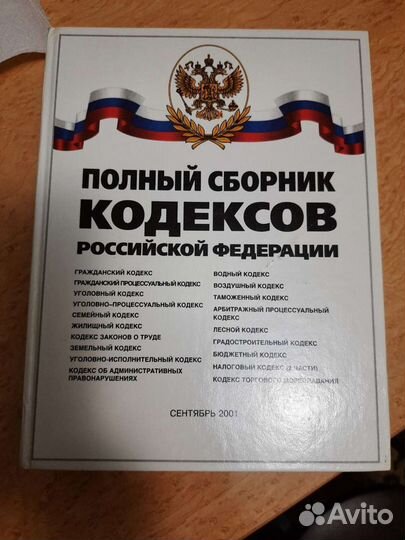 ПОЛНЫЙ СБОРНИК
КОДЕКСОВ
РОССИЙСКОЙ ФЕДЕРАЦИИ
ГРАЖДАНСКИЙ КОДЕКС
ГРАЖДАНСКИЙ ПРОЦЕССУАЛЬНЫЙ КОДЕКС
УГОЛОВНЫЙ КОДЕКС
УГОЛОВНО-ПРОЦЕССУАЛЬНЫЙ КОДЕКС
СЕМЕЙНЫЙ КОДЕКС
ЖИЛИЩНЫЙ КОДЕКС
КОДЕКС ЗАКОНОВ О ТРУДЕ
ЗЕМЕЛЬНЫЙ КОДЕКС
УГОЛОВНО-ИСПОЛНИТЕЛЬНЫЙ КОДЕКС
КОДЕКС ОБ АДМИНИСТРАТИВНЫХ
ПРАВОНАРУШЕНИЯХ
ВОДНЫЙ КОДЕКС
ВОЗДУШНЫЙ КОДЕКС
ТАМОЖЕННЫЙ КОДЕКС
АРБИТРАЖНЫЙ ПРОЦЕССУАЛЬНЫЙ
КОДЕКС
ЛЕСНОЙ КОДЕКС
ГРАДОСТРОИТЕЛЬНЫЙ КОДЕКС
БЮДЖЕТНЫЙ КОДЕКС
НАЛОГОВЫЙ КОДЕКС (2 ЧАСТИ)
КОДЕКС ТОРГОВОГО МОРЕПЛАВАНИЯ
СЕНТЯБРЬ 2001
Avito